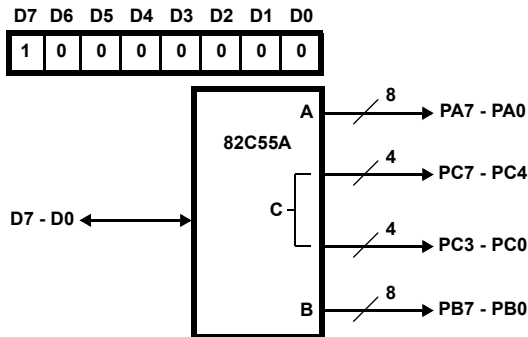 D7 D6 D5 D4 D3 D2 D1 D0
1 0 0 0 0 0 0 0
A
8
PA7 - PA0
82C55A
4
PC7 - PC4
C
D7 - D0
4
PC3 - PC0
B
8
PB7 - PB0